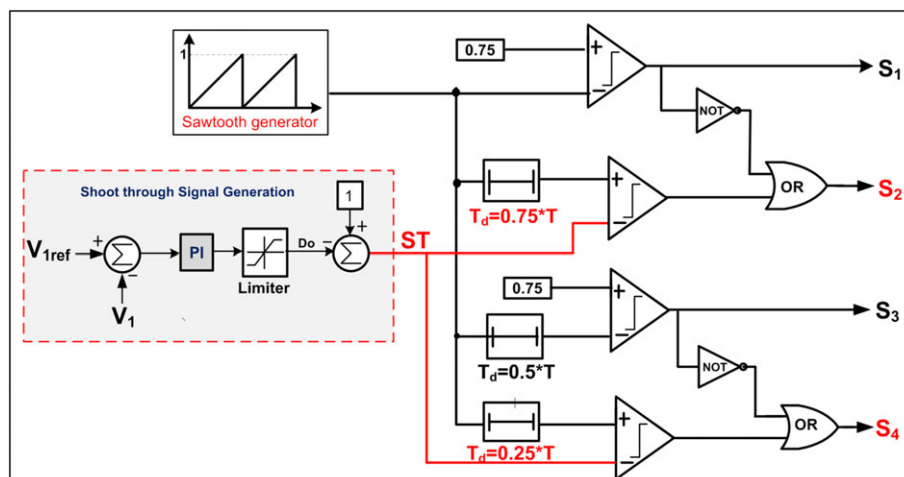 1
Sawtooth generator
0.75
+
−
S1
NOT
OR
S2
Td=0.75*T
+
−
Shoot through Signal Generation
1
+
V1ref
+
−
PI
Limiter
Do
−
ST
V1
0.75
+
−
S3
Td=0.5*T
NOT
OR
S4
Td=0.25*T
+
−